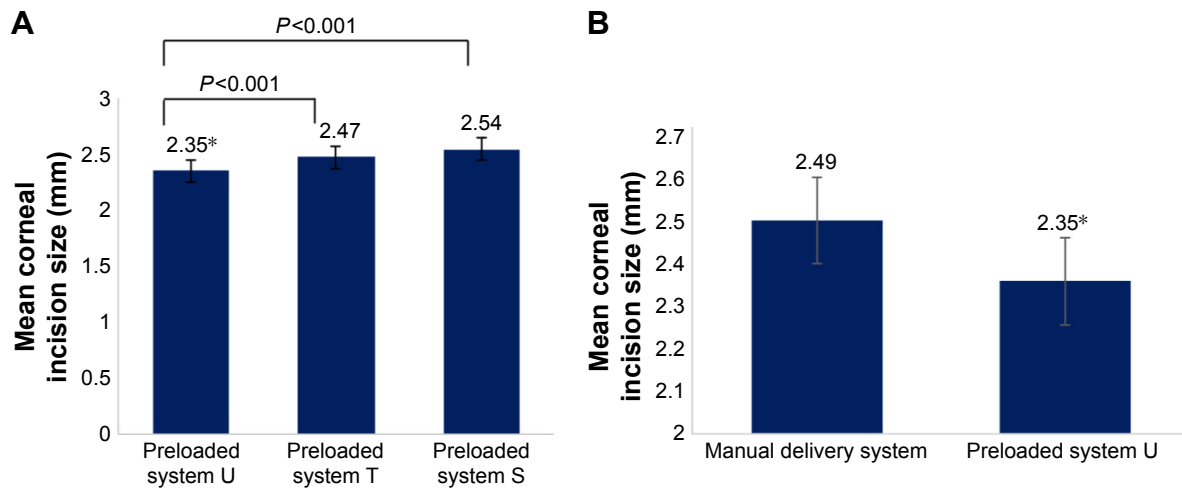 A
P<0.001
P<0.001
Mean corneal
incision size (mm)
3
2.5
2
1.5
1
0.5
0
2.35*
2.47
2.54
Preloaded
system U
Preloaded
system T
Preloaded
system S
B
Mean corneal
incision size (mm)
2.7
2.6
2.5
2.4
2.3
2.2
2.1
2
2.49
2.35*
Manual delivery system
Preloaded system U